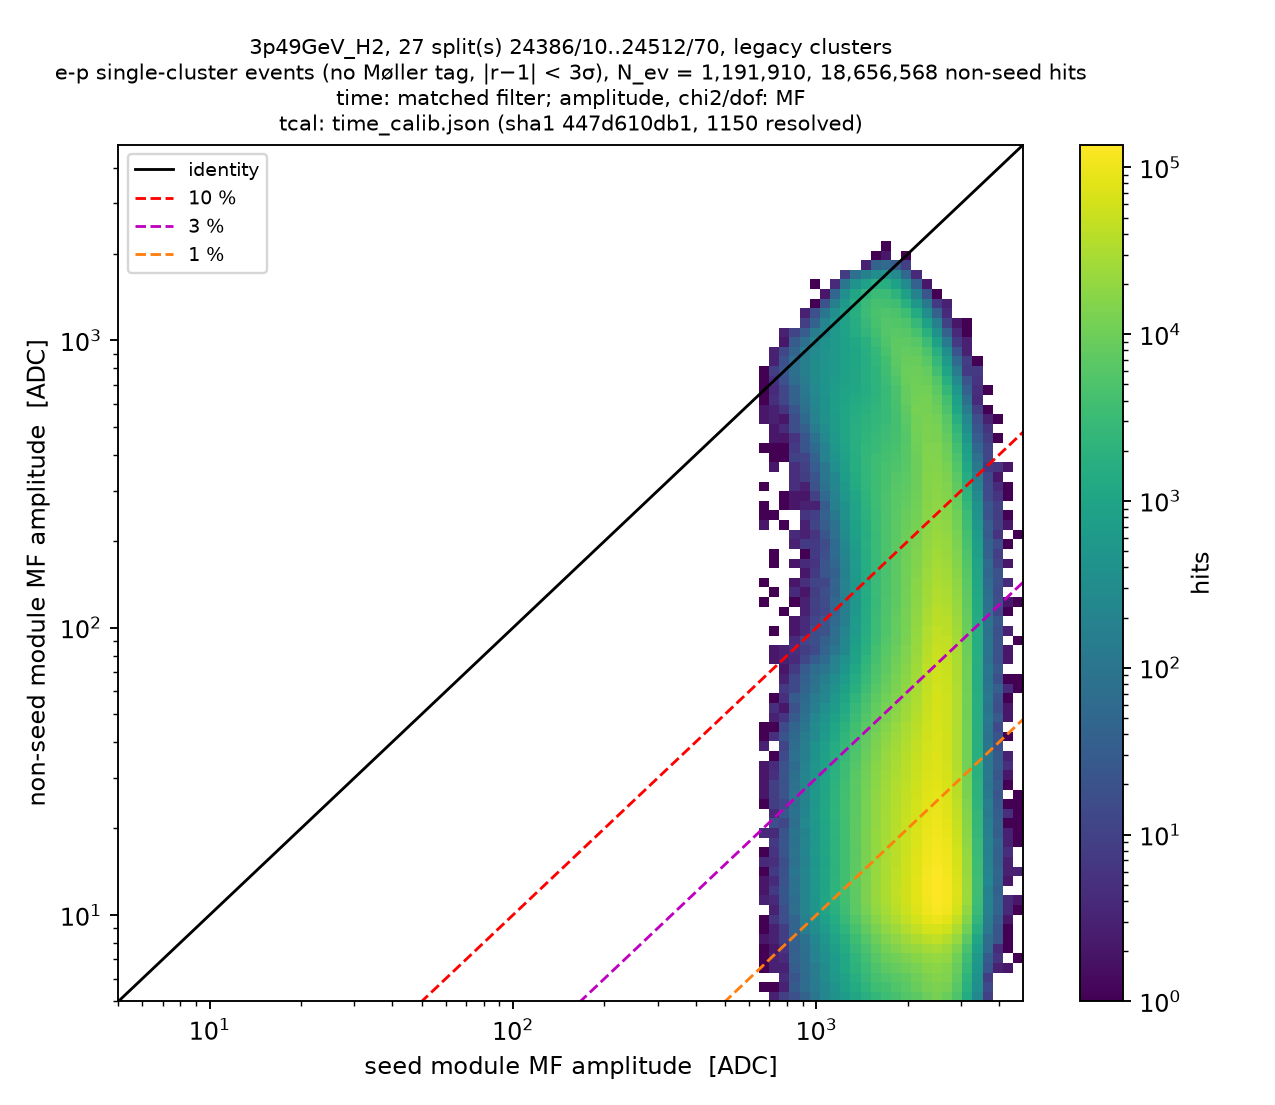 3p49GeV_H2, 27 split(s) 24386/10..24512/70, legacy clusters
e-p single-cluster events (no Møller tag, |r−1| < 3σ), N_ev = 1,191,910, 18,656,568 non-seed hits
time: matched filter; amplitude, chi2/dof: MF
tcal: time_calib.json (sha1 447d610db1, 1150 resolved)
identity
10 %
3 %
1 %
non-seed module MF amplitude  [ADC]
10³
10²
10¹
10¹
10²
10³
seed module MF amplitude  [ADC]
10⁵
10⁴
10³
10²
10¹
10⁰
hits